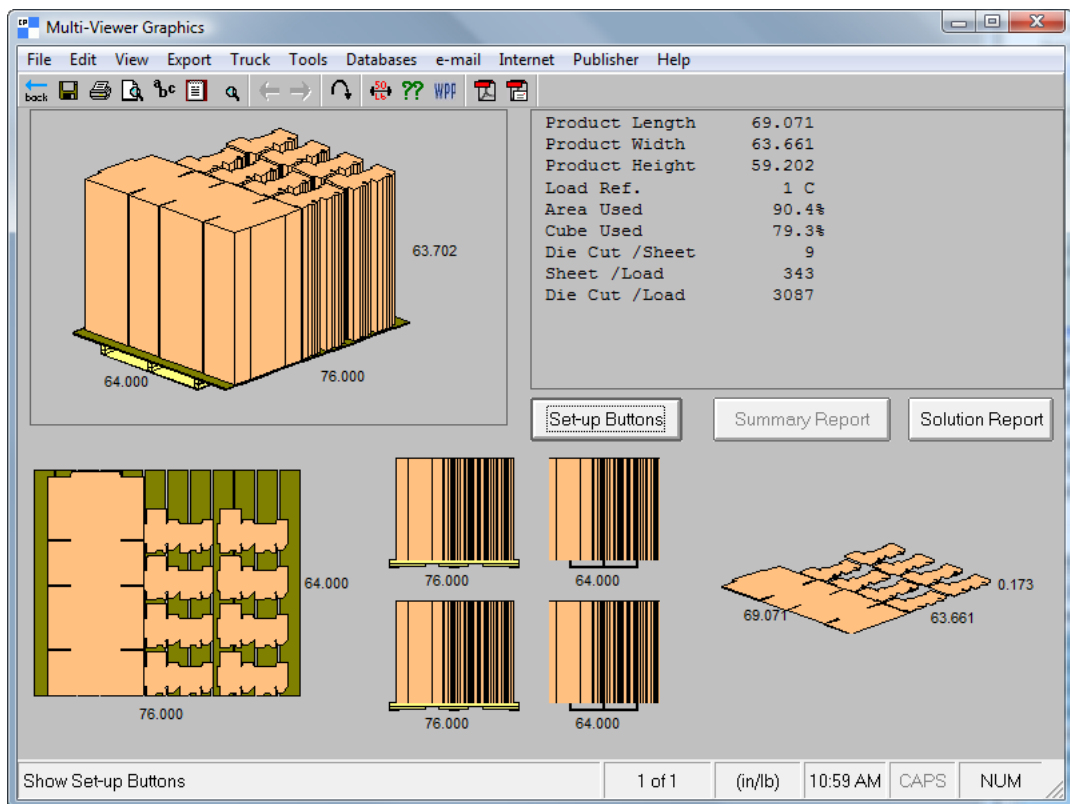 CP
Multi-Viewer Graphics
File Edit View Export Truck Tools Databases e-mail Internet Publisher Help
back abc 50 LB ?? WPP
Product Length 69.071
Product Width 63.661
Product Height 59.202
Load Ref. 1 C
Area Used 90.4%
Cube Used 79.3%
Die Cut /Sheet 9
Sheet /Load 343
Die Cut /Load 3087
63.702
64.000
76.000
Set-up Buttons Summary Report Solution Report
64.000
76.000
76.000
64.000
76.000
64.000
0.173
69.071
63.661
Show Set-up Buttons 1 of 1 (in/lb) 10:59 AM CAPS NUM